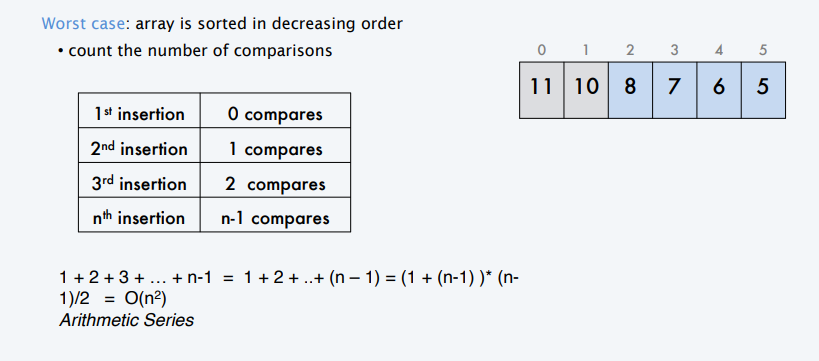 Worst case: array is sorted in decreasing order
• count the number of comparisons
0 1 2 3 4 5
11 10 8 7 6 5
1st insertion 0 compares
2nd insertion 1 compares
3rd insertion 2 compares
nth insertion n-1 compares
1 + 2 + 3 + … + n-1 = 1 + 2 + ..+ (n – 1) = (1 + (n-1) )* (n-
1)/2 = O(n²)
Arithmetic Series